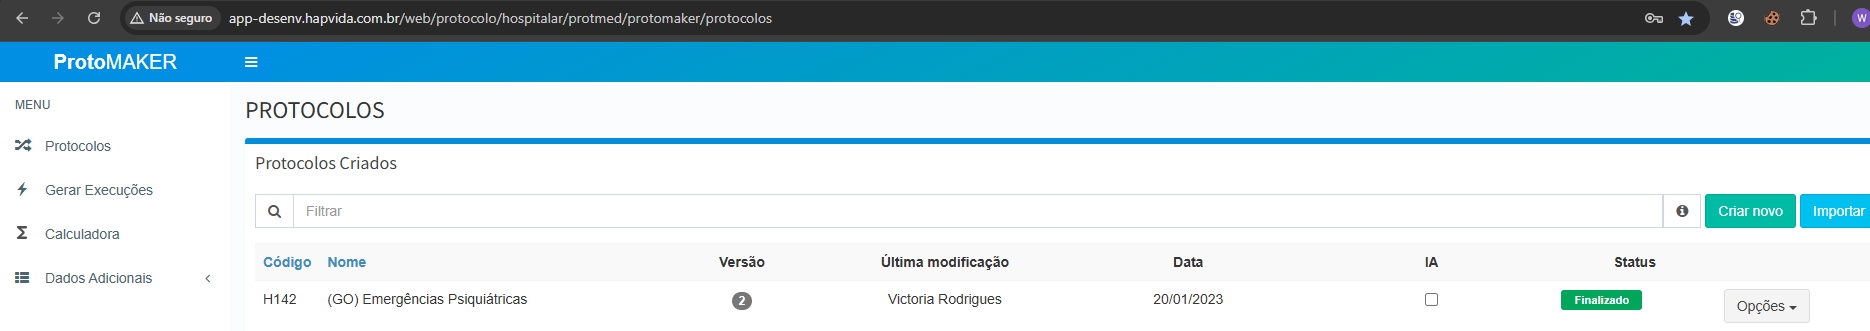 Não seguro app-desenv.hapvida.com.br/web/protocolo/hospitalar/protmed/protomaker/protocolos W
ProtoMAKER
MENU
PROTOCOLOS
Protocolos
Protocolos Criados
Gerar Execuções
Filtrar Criar novo Importar
Calculadora
Dados Adicionais
Código Nome Versão Última modificação Data IA Status
H142 (GO) Emergências Psiquiátricas 2 Victoria Rodrigues 20/01/2023 Finalizado Opções